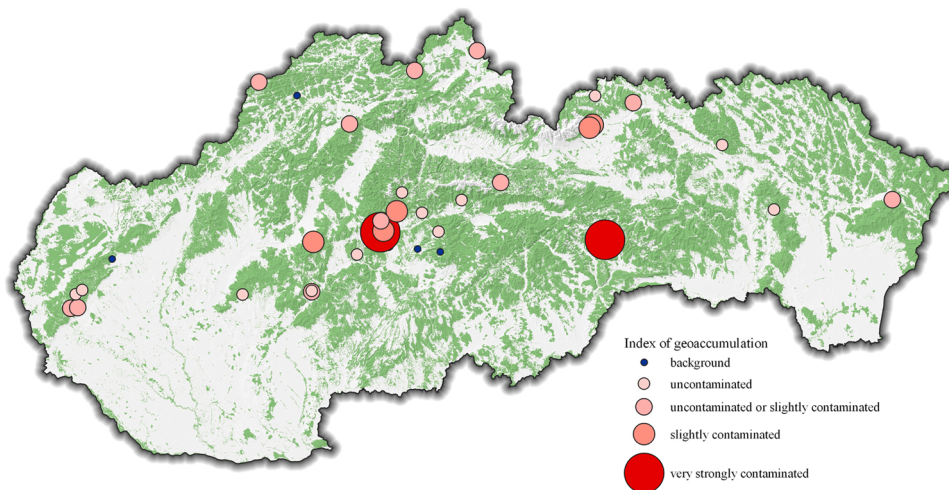 Index of geoaccumulation
background
uncontaminated
uncontaminated or slightly contaminated
slightly contaminated
very strongly contaminated